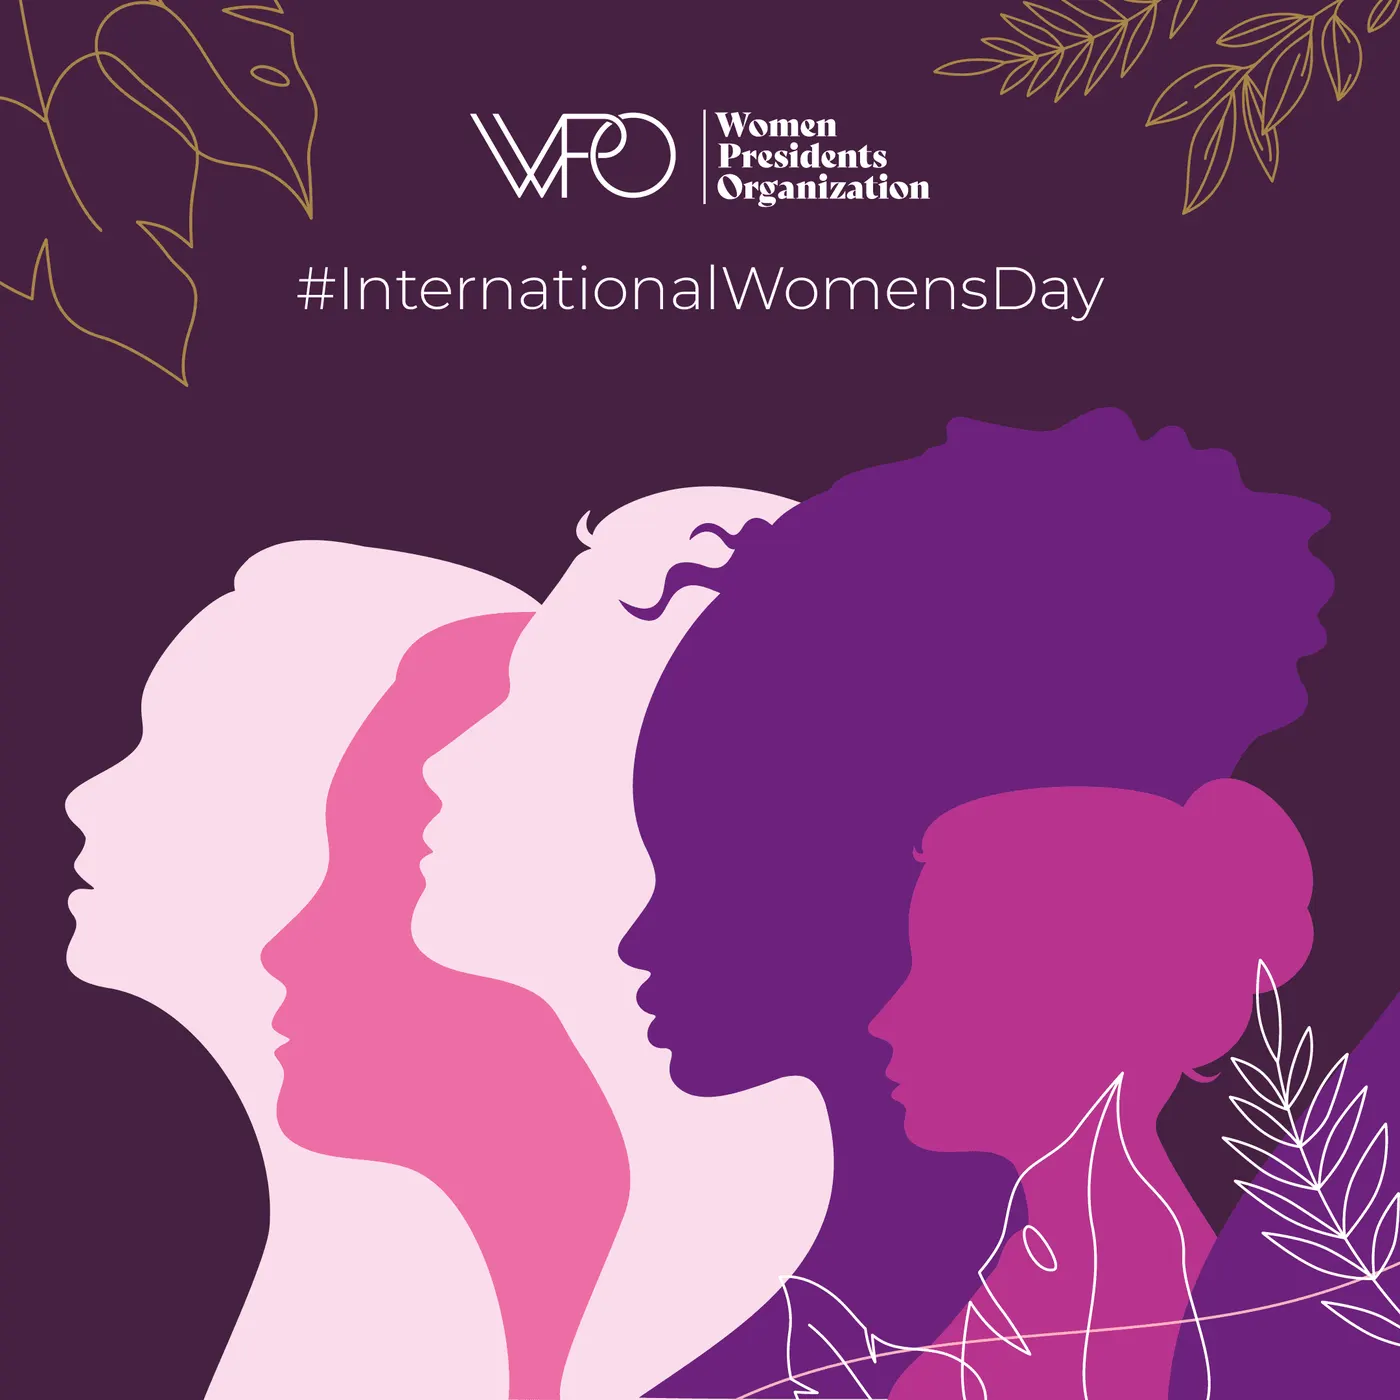 WPO
Women
Presidents
Organization
#InternationalWomensDay